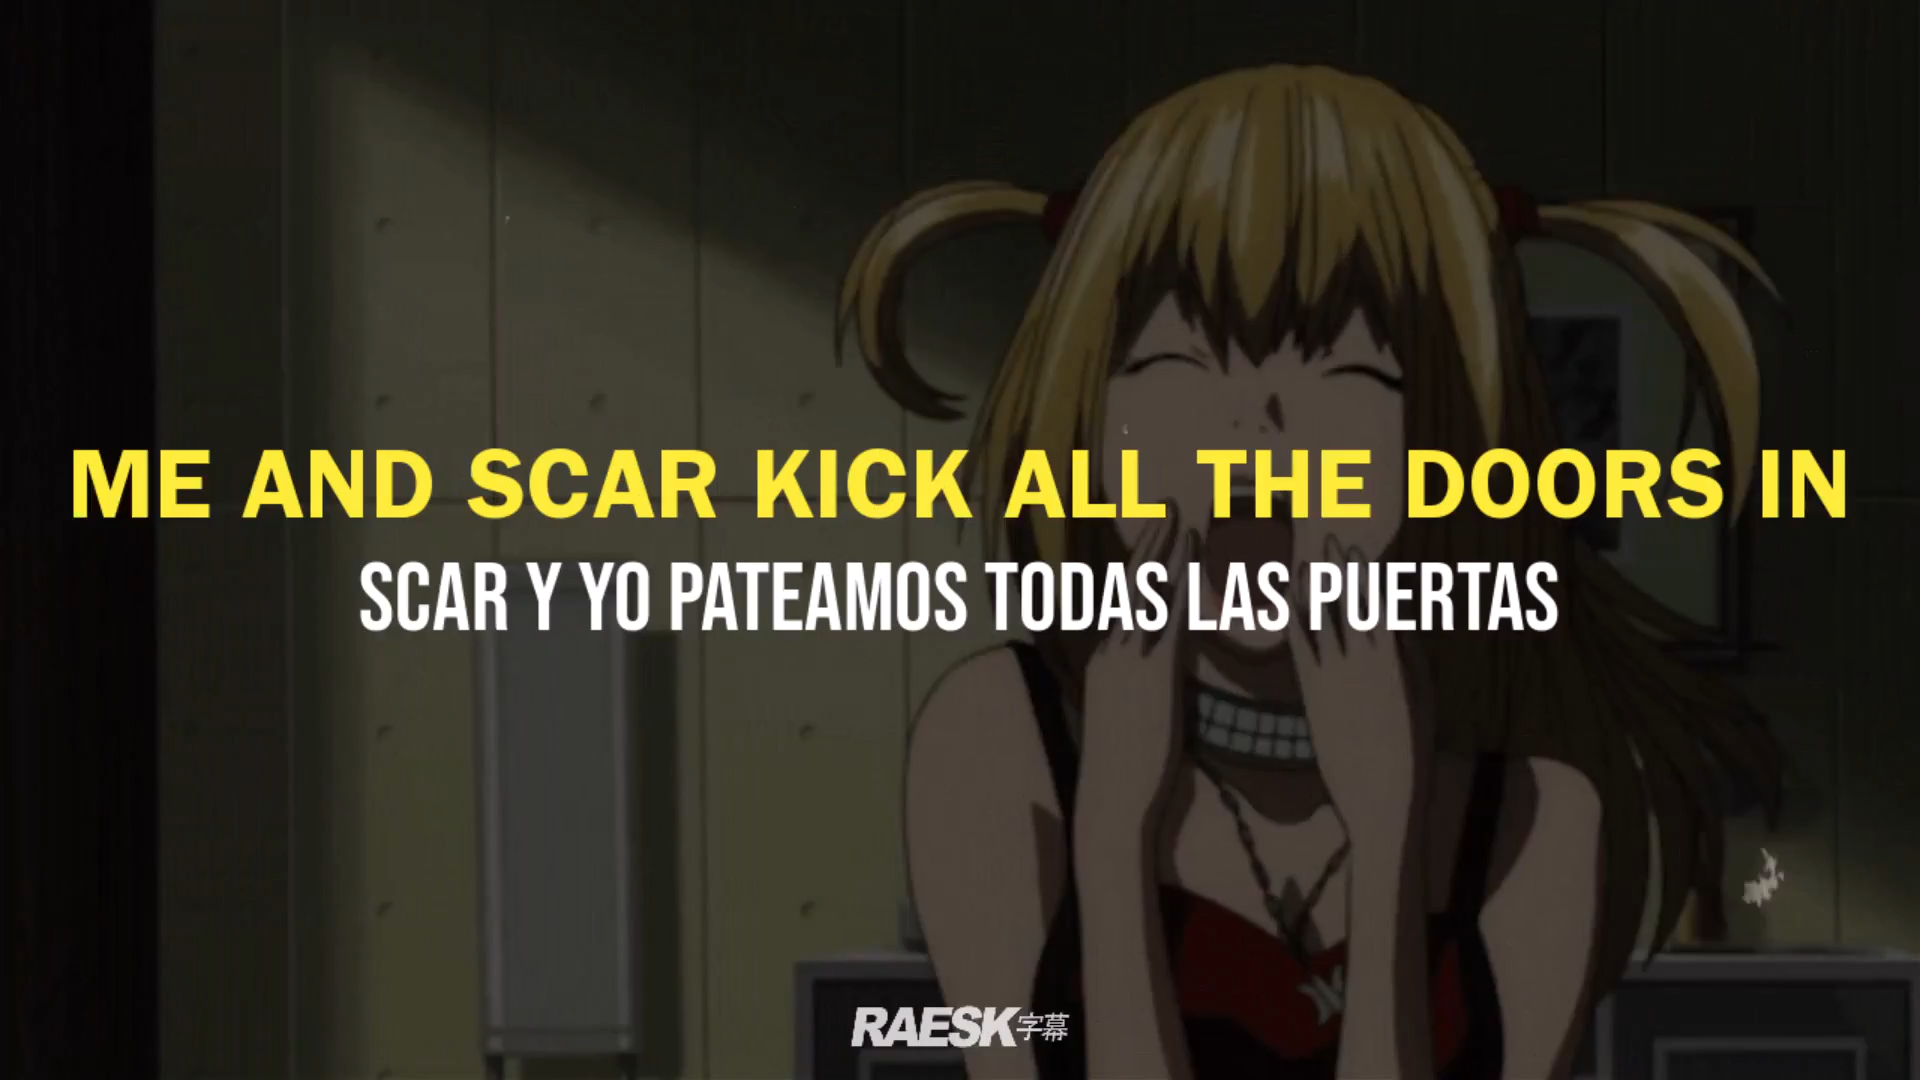 ME AND SCAR KICK ALL THE DOORS IN
SCAR Y YO PATEAMOS TODAS LAS PUERTAS
RAESK字幕